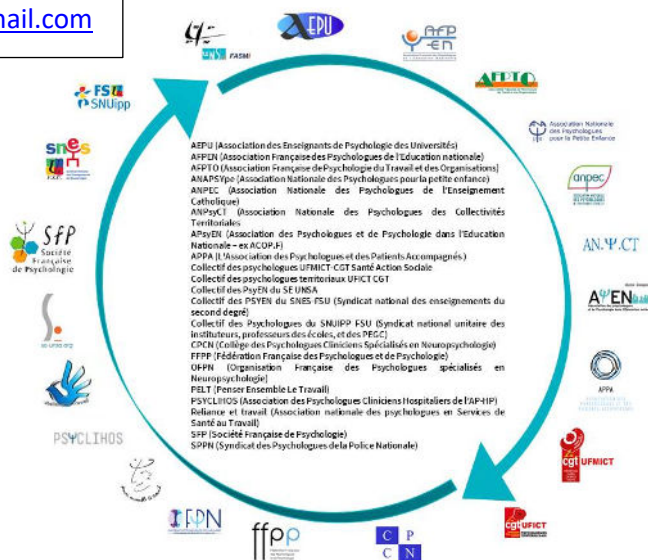 ail.com
AEPU
AFP
EN
FASMI
AFPTO
FSU
SNUipp
Association Nationale
des Psychologues
pour la Petite Enfance
snes
anpec
SFP
Société
Française
de Psychologie
AN.Ψ.CT
AΨEN
APPA
se-unsa.org
PSYCLIHOS
cgt UFMICT
cgt UFICT
ffpp
C P
C N
AEPU (Association des Enseignants de Psychologie des Universités)
AFPEN (Association Française des Psychologues de l'Education nationale)
AFPTO (Association Française de Psychologie du Travail et des Organisations)
ANAPSYpe (Association Nationale des Psychologues pour la petite enfance)
ANPEC (Association Nationale des Psychologues de l'Enseignement
Catholique)
ANPsyCT (Association Nationale des Psychologues des Collectivités
Territoriales
APsyEN (Association des Psychologues et de Psychologie dans l'Education
Nationale – ex ACOP.F)
APPA (L'Association des Psychologues et des Patients Accompagnés)
Collectif des psychologues UFMICT-CGT Santé Action Sociale
Collectif des psychologues territoriaux UFICT CGT
Collectif des PsyEN du SE UNSA
Collectif des PSYEN du SNES-FSU (Syndicat national des enseignements du
second degré)
Collectif des Psychologues du SNUIPP FSU (Syndicat national unitaire des
instituteurs, professeurs des écoles, et des PEGC)
CPCN (Collège des Psychologues Cliniciens Spécialisés en Neuropsychologie)
FFPP (Fédération Française des Psychologues et de Psychologie)
OFPN (Organisation Française des Psychologues spécialisés en
Neuropsychologie)
PELT (Penser Ensemble Le Travail)
PSYCLIHOS (Association des Psychologues Cliniciens Hospitaliers de l'AP-HP)
Reliance et travail (Association nationale des psychologues en Services de
Santé au Travail)
SFP (Société Française de Psychologie)
SPPN (Syndicat des Psychologues de la Police Nationale)